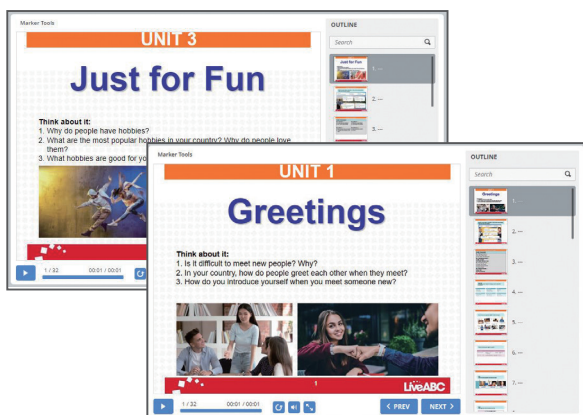 Marker Tools
OUTLINE
UNIT 3
Search
Just for Fun
1. ---
2. ---
3. ---
Think about it:
1. Why do people have hobbies?
2. What are the most popular hobbies in your country? Why do people love
them?
3. What hobbies are good for yo
1 / 32
00:01 / 00:01
Marker Tools
OUTLINE
UNIT 1
Search
Greetings
1. ---
2. ---
3. ---
4. ---
5. ---
6. ---
7. ---
Think about it:
1. Is it difficult to meet new people? Why?
2. In your country, how do people greet each other when they meet?
3. How do you introduce yourself when you meet someone new?
1
LiveABC
1 / 32
00:01 / 00:01
< PREV
NEXT >